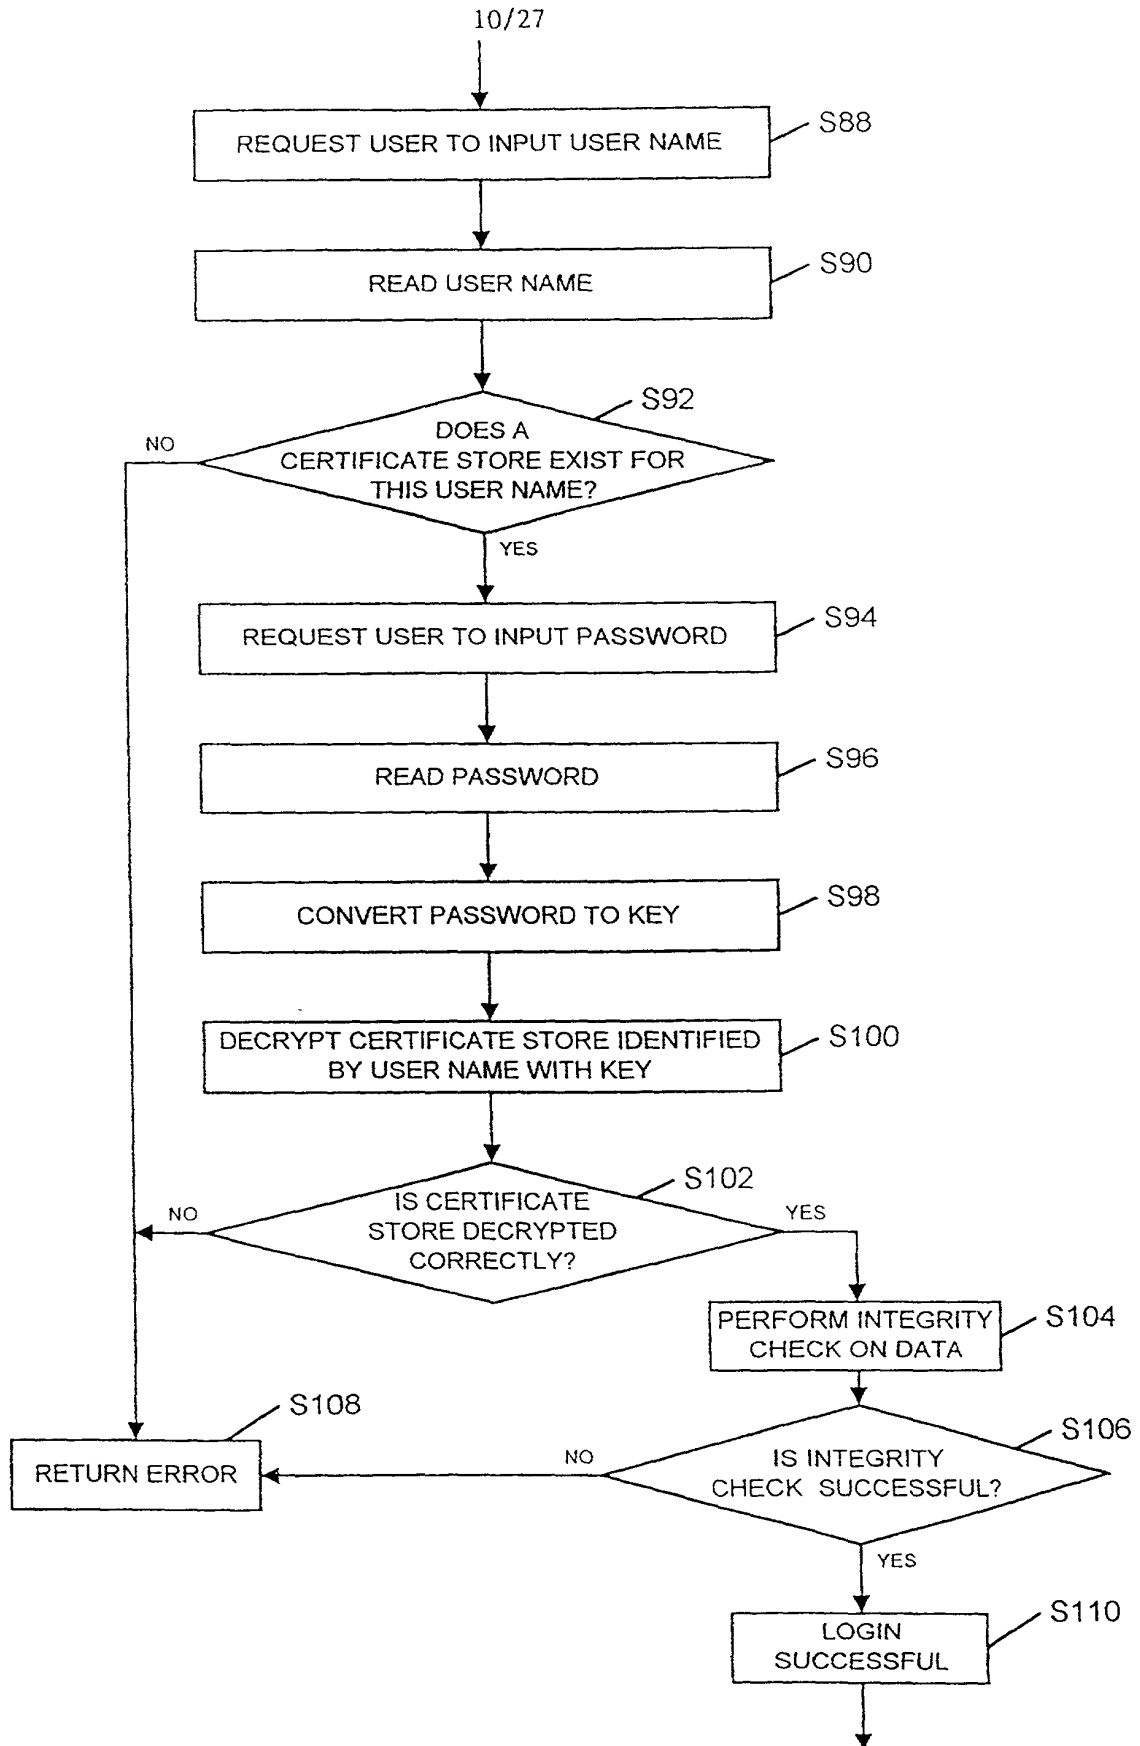 10/27
REQUEST USER TO INPUT USER NAME
S88
READ USER NAME
S90
S92
DOES A
CERTIFICATE STORE EXIST FOR
THIS USER NAME?
NO
YES
REQUEST USER TO INPUT PASSWORD
S94
READ PASSWORD
S96
CONVERT PASSWORD TO KEY
S98
DECRYPT CERTIFICATE STORE IDENTIFIED
BY USER NAME WITH KEY
S100
S102
IS CERTIFICATE
STORE DECRYPTED
CORRECTLY?
NO
YES
PERFORM INTEGRITY
CHECK ON DATA
S104
S108
RETURN ERROR
S106
IS INTEGRITY
CHECK SUCCESSFUL?
NO
YES
LOGIN
SUCCESSFUL
S110